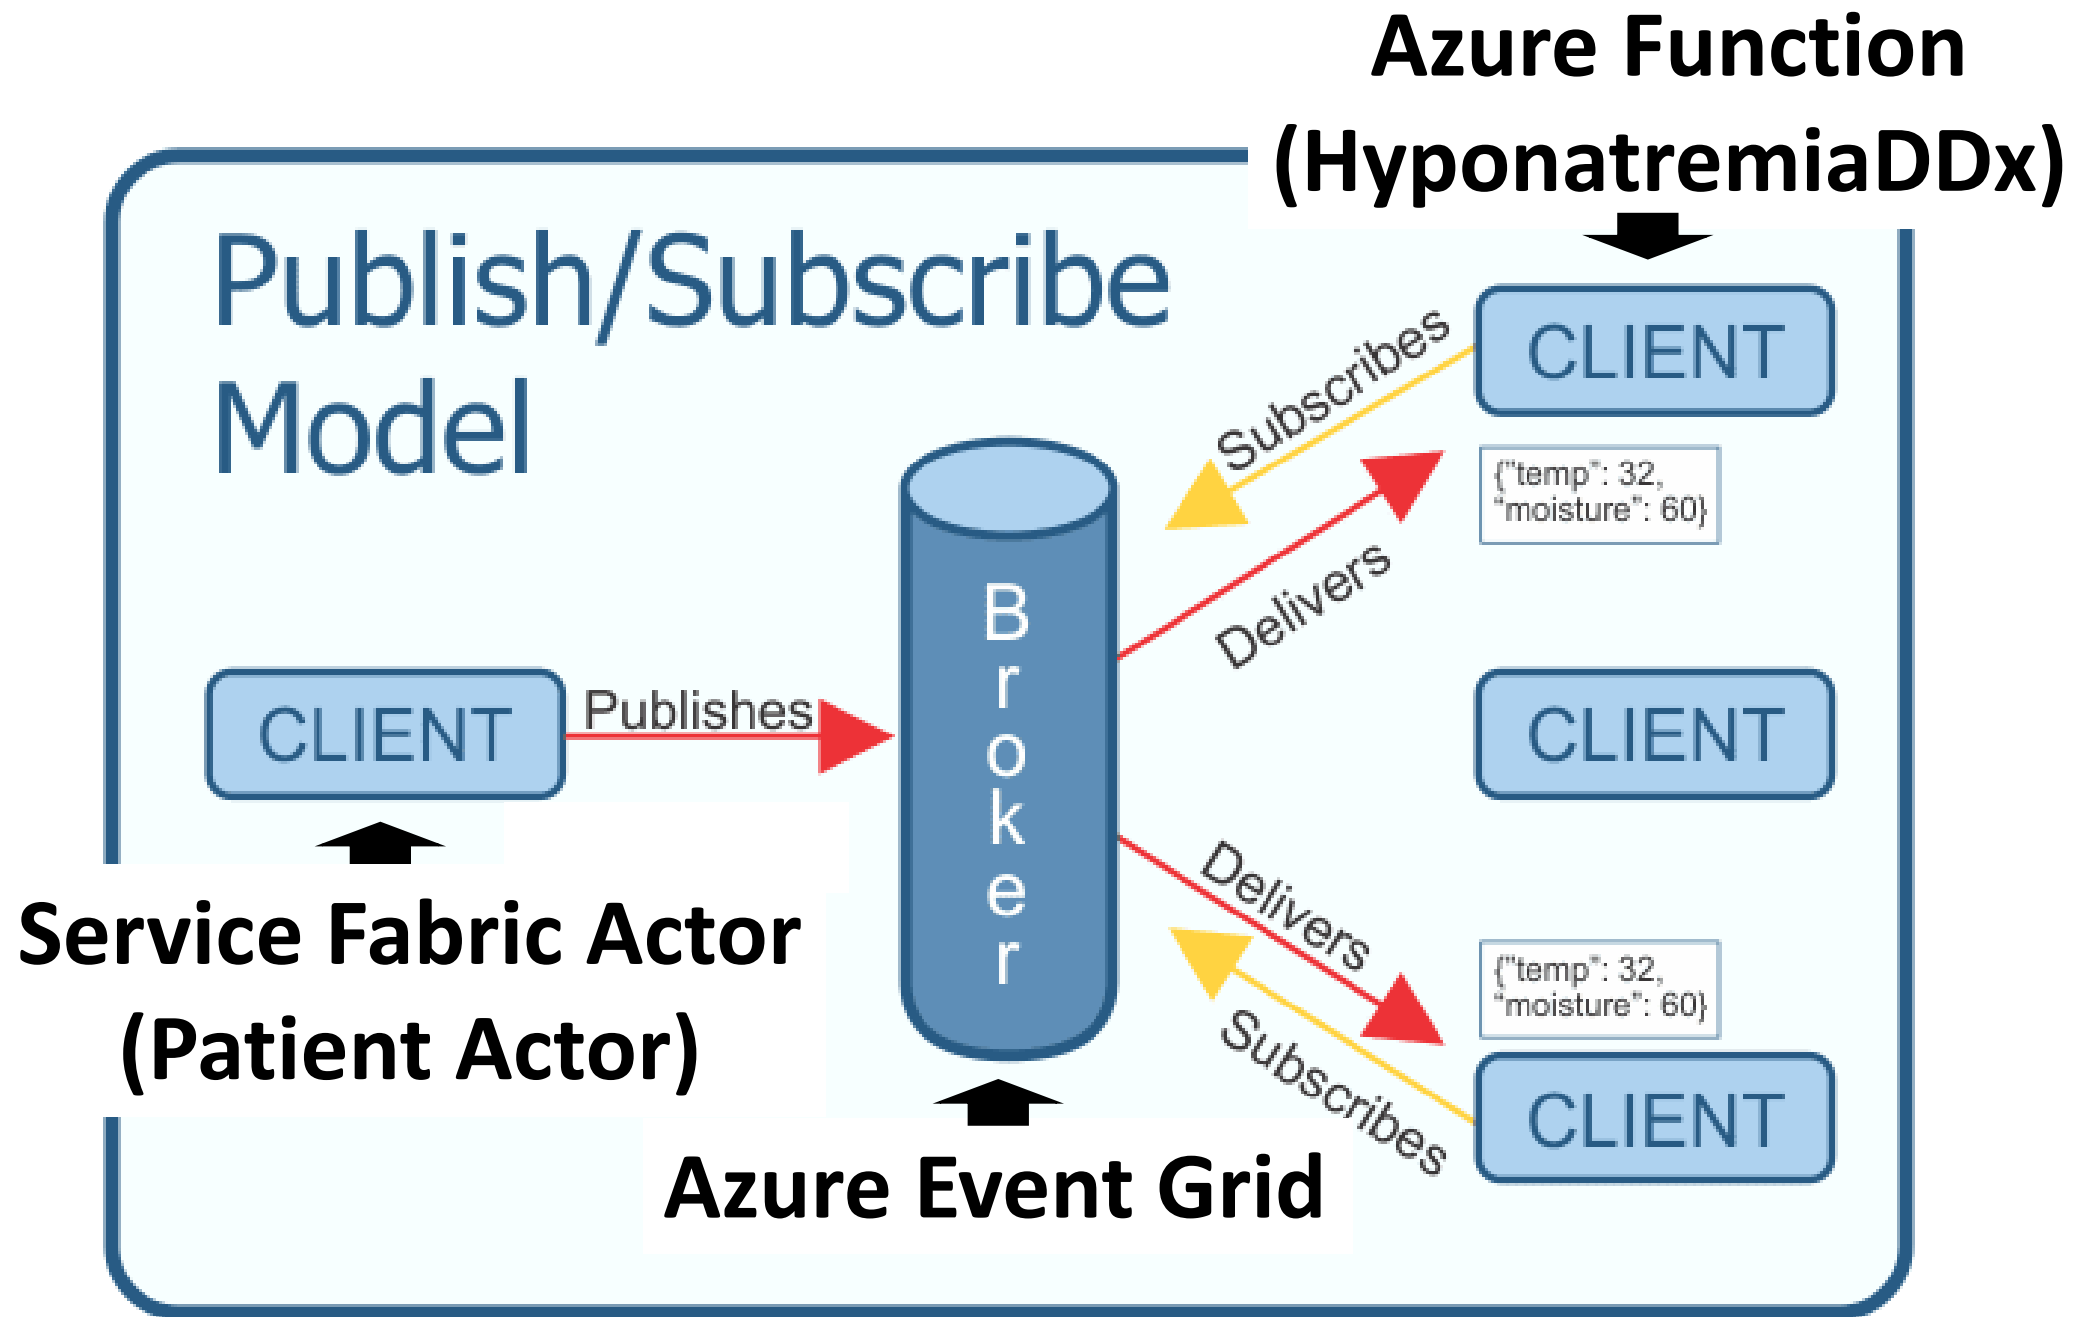 Azure Function
(HyponatremiaDDx)
Publish/Subscribe
Model
CLIENT
Subscribes
{"temp": 32,
“moisture”: 60}
Delivers
B
r
o
k
e
r
CLIENT
Publishes
CLIENT
Delivers
Service Fabric Actor
(Patient Actor)
{"temp": 32,
“moisture”: 60}
Subscribes
CLIENT
Azure Event Grid